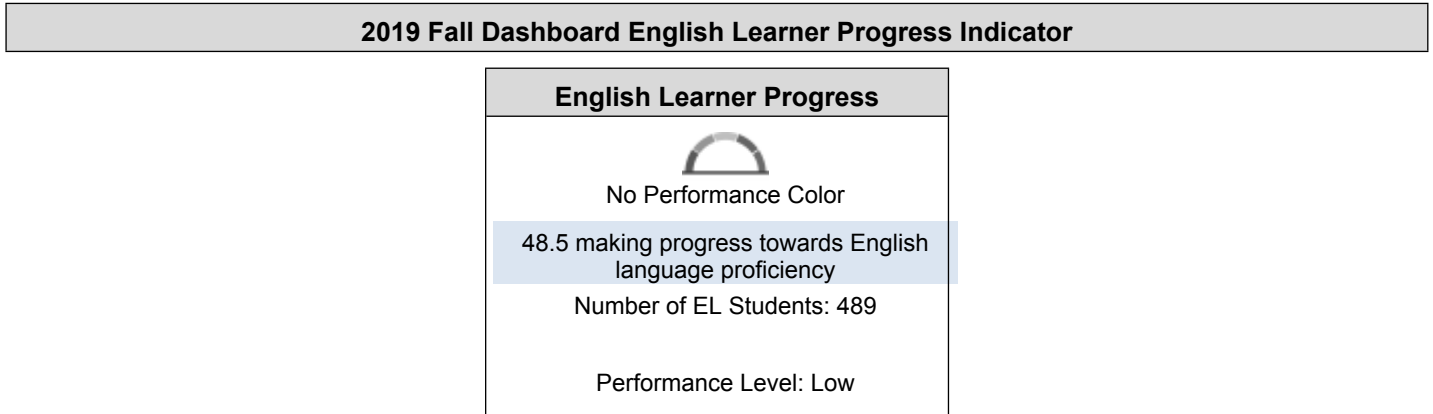 2019 Fall Dashboard English Learner Progress Indicator
English Learner Progress
No Performance Color
48.5 making progress towards English
language proficiency
Number of EL Students: 489
Performance Level: Low